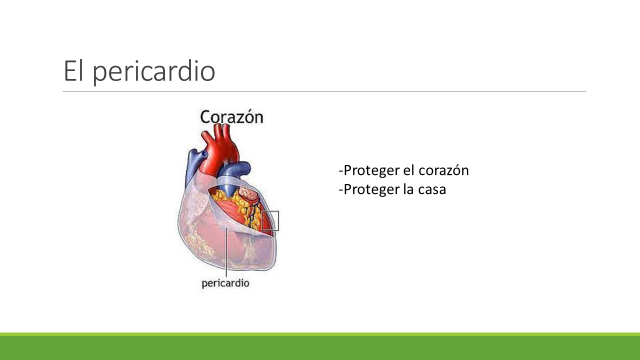 El pericardio
Corazón
-Proteger el corazón
-Proteger la casa
pericardio